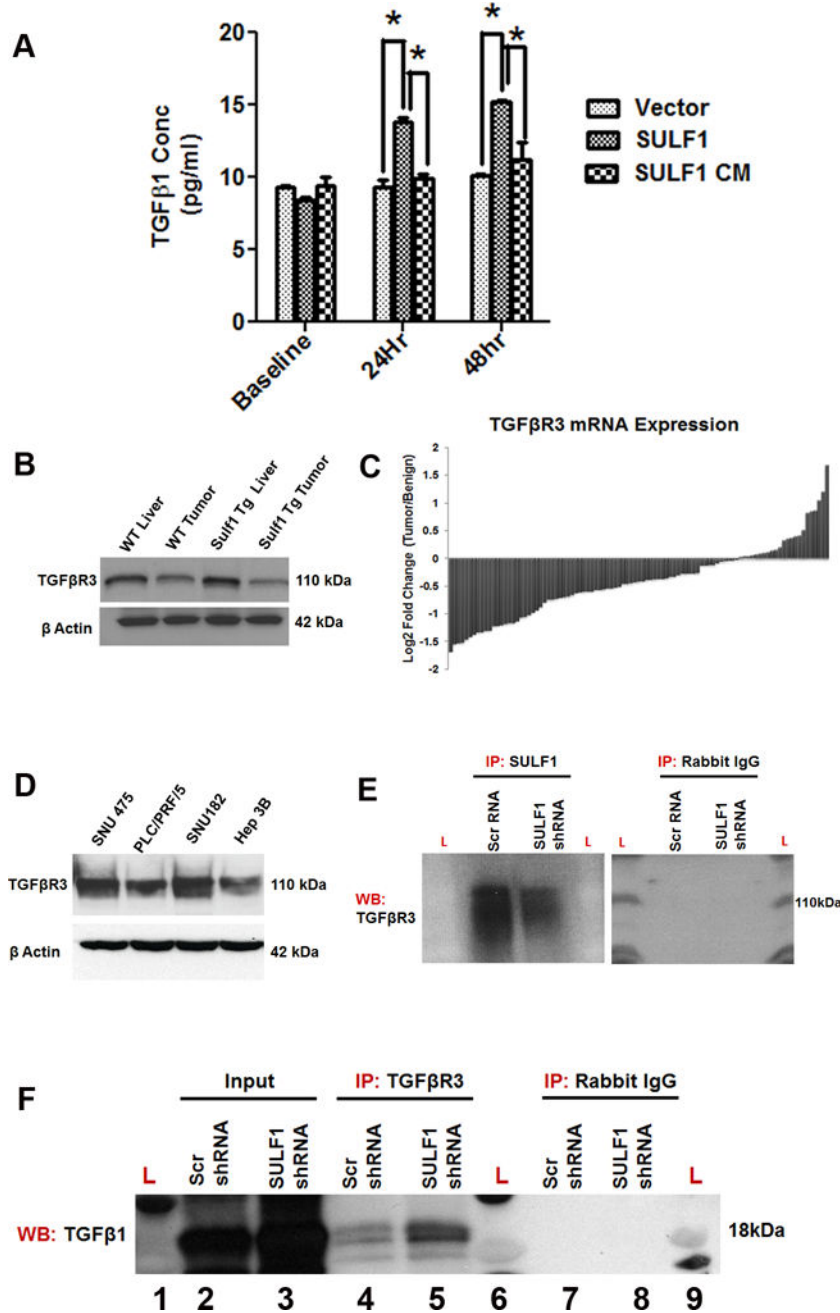 A
TGFβ1 Conc
(pg/ml)
20
15
10
5
0
* * * *
Baseline
24Hr
48hr
Vector
SULF1
SULF1 CM
B
WT Liver
WT Tumor
Sulf1 Tg Liver
Sulf1 Tg Tumor
TGFβR3
110 kDa
β Actin
42 kDa
C
TGFβR3 mRNA Expression
Log2 Fold Change (Tumor/Benign)
2
1.5
1
0.5
0
-0.5
-1
-1.5
-2
D
SNU 475
PLC/PRF/5
SNU182
Hep 3B
TGFβR3
110 kDa
β Actin
42 kDa
E
IP: SULF1
IP: Rabbit IgG
L
Scr RNA
SULF1
shRNA
L
L
Scr RNA
SULF1
shRNA
L
WB:
TGFβR3
110kDa
F
Input
IP: TGFβR3
IP: Rabbit IgG
L
Scr
shRNA
SULF1
shRNA
Scr
shRNA
SULF1
shRNA
L
Scr
shRNA
SULF1
shRNA
L
WB: TGFβ1
18kDa
1 2 3 4 5 6 7 8 9